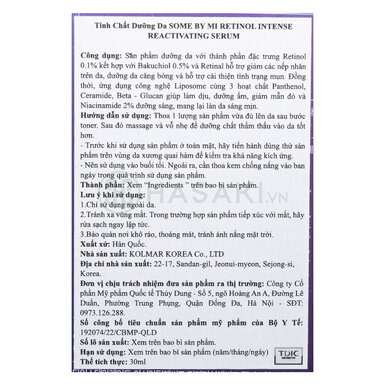 Tinh Chất Dưỡng Da SOME BY MI RETINOL INTENSE
REACTIVATING SERUM
Công dụng: Sản phẩm dưỡng da với thành phần đặc trưng Retinol
0.1% kết hợp với Bakuchiol 0.5% và Retinal hỗ trợ giảm các nếp nhăn
trên da, dưỡng da căng bóng và hỗ trợ cải thiện tình trạng mụn. Đồng
thời, ứng dụng công nghệ Liposome cùng 3 hoạt chất Panthenol,
Ceramide, Beta - Glucan giúp làm dịu, dưỡng ẩm, giảm mẩn đỏ và
Niacinamide 2% dưỡng sáng, mang lại làn da sáng mịn.
Hướng dẫn sử dụng: Thoa 1 lượng sản phẩm vừa đủ lên da sau bước
toner. Sau đó massage và vỗ nhẹ để dưỡng chất thẩm thấu vào da tốt
hơn.
- Trước khi sử dụng sản phẩm ở toàn mặt, hãy tiến hành dùng thử sản
phẩm trên vùng da xương quai hàm để kiểm tra khả năng kích ứng.
- Nên sử dụng vào buổi tối. Ngoài ra, cần thoa kem chống nắng vào ban
ngày trong quá trình sử dụng sản phẩm.
Thành phần: Xem "Ingredients" trên bao bì sản phẩm.
Lưu ý khi sử dụng:
1.Chỉ sử dụng ngoài da.
2.Tránh xa vùng mắt. Trong trường hợp sản phẩm tiếp xúc với mắt, hãy
rửa sạch ngay lập tức.
3.Bảo quản nơi khô ráo, thoáng mát, tránh ánh nắng mặt trời.
Xuất xứ: Hàn Quốc.
Nhà sản xuất: KOLMAR KOREA Co., LTD
Địa chỉ nhà sản xuất: 22-17, Sandan-gil, Jeonui-myeon, Sejong-si,
Korea.
Đơn vị chịu trách nhiệm đưa sản phẩm ra thị trường: Công ty Cổ
phần Mỹ phẩm Quốc tế Thùy Dung - Số 5, ngõ Hoàng An A, Đường Lê
Duẩn, Phường Trung Phụng, Quận Đống Đa, Hà Nội - SĐT:
0973.126.288.
Số công bố tiêu chuẩn sản phẩm mỹ phẩm của Bộ Y Tế:
192074/22/CBMP-QLD
Số lô sản xuất: Xem trên bao bì sản phẩm.
Hạn sử dụng: Xem trên bao bì sản phẩm (năm/tháng/ngày)
Thể tích thực: 30ml
HASAKI.VN